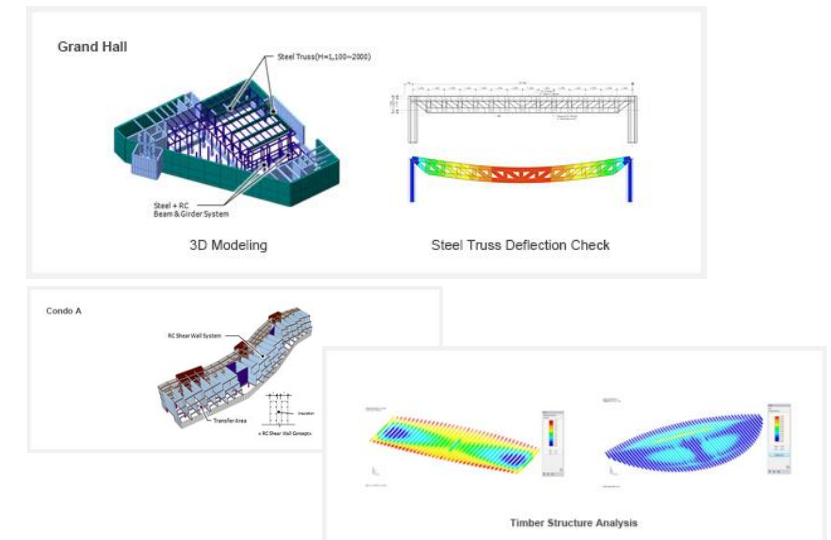 Grand Hall
Steel Truss(H=1,100~2000)
Steel + RC
Beam & Girder System
3D Modeling
Steel Truss Deflection Check
Condo A
RC Shear Wall System
Transfer Area
Insulation
< RC Shear Wall Concept>
Timber Structure Analysis